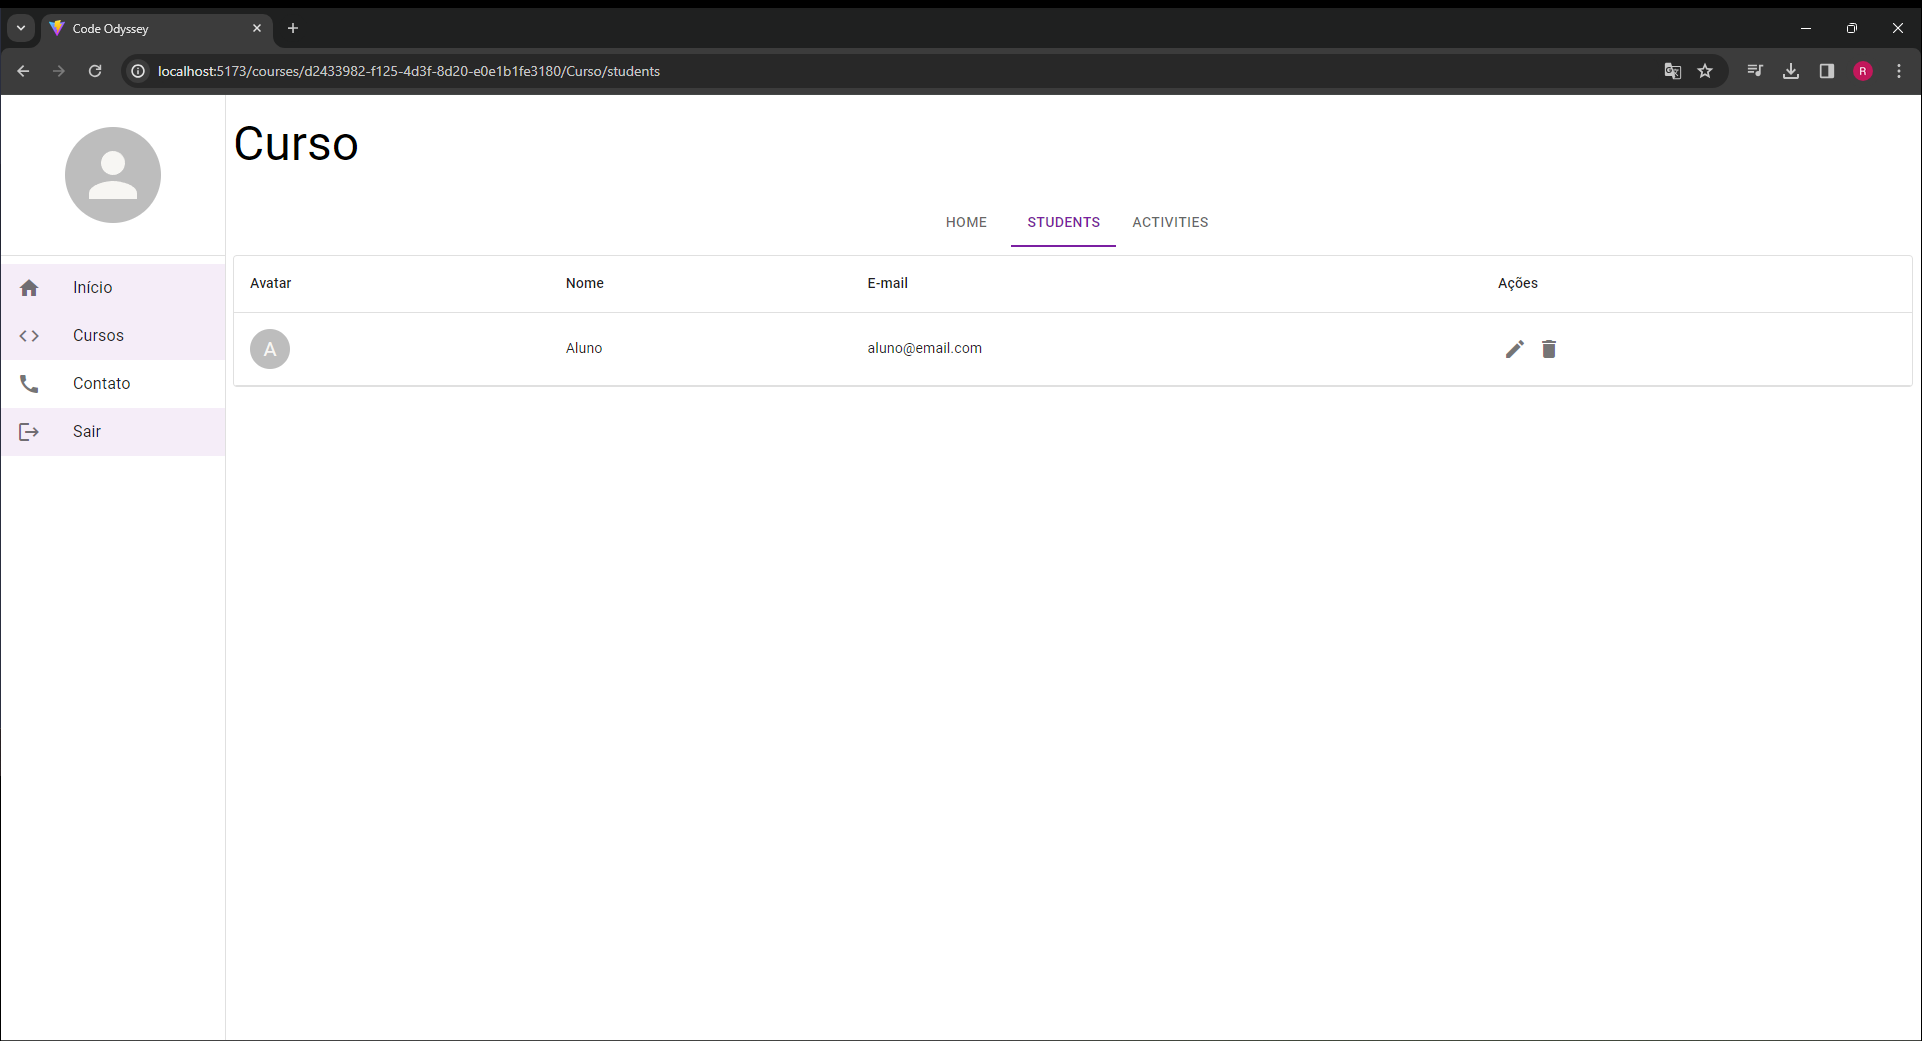 Code Odyssey
localhost:5173/courses/d2433982-f125-4d3f-8d20-e0e1b1fe3180/Curso/students
R
Curso
HOME STUDENTS ACTIVITIES
Início
Cursos
Contato
Sair
Avatar Nome E-mail Ações
A Aluno aluno@email.com